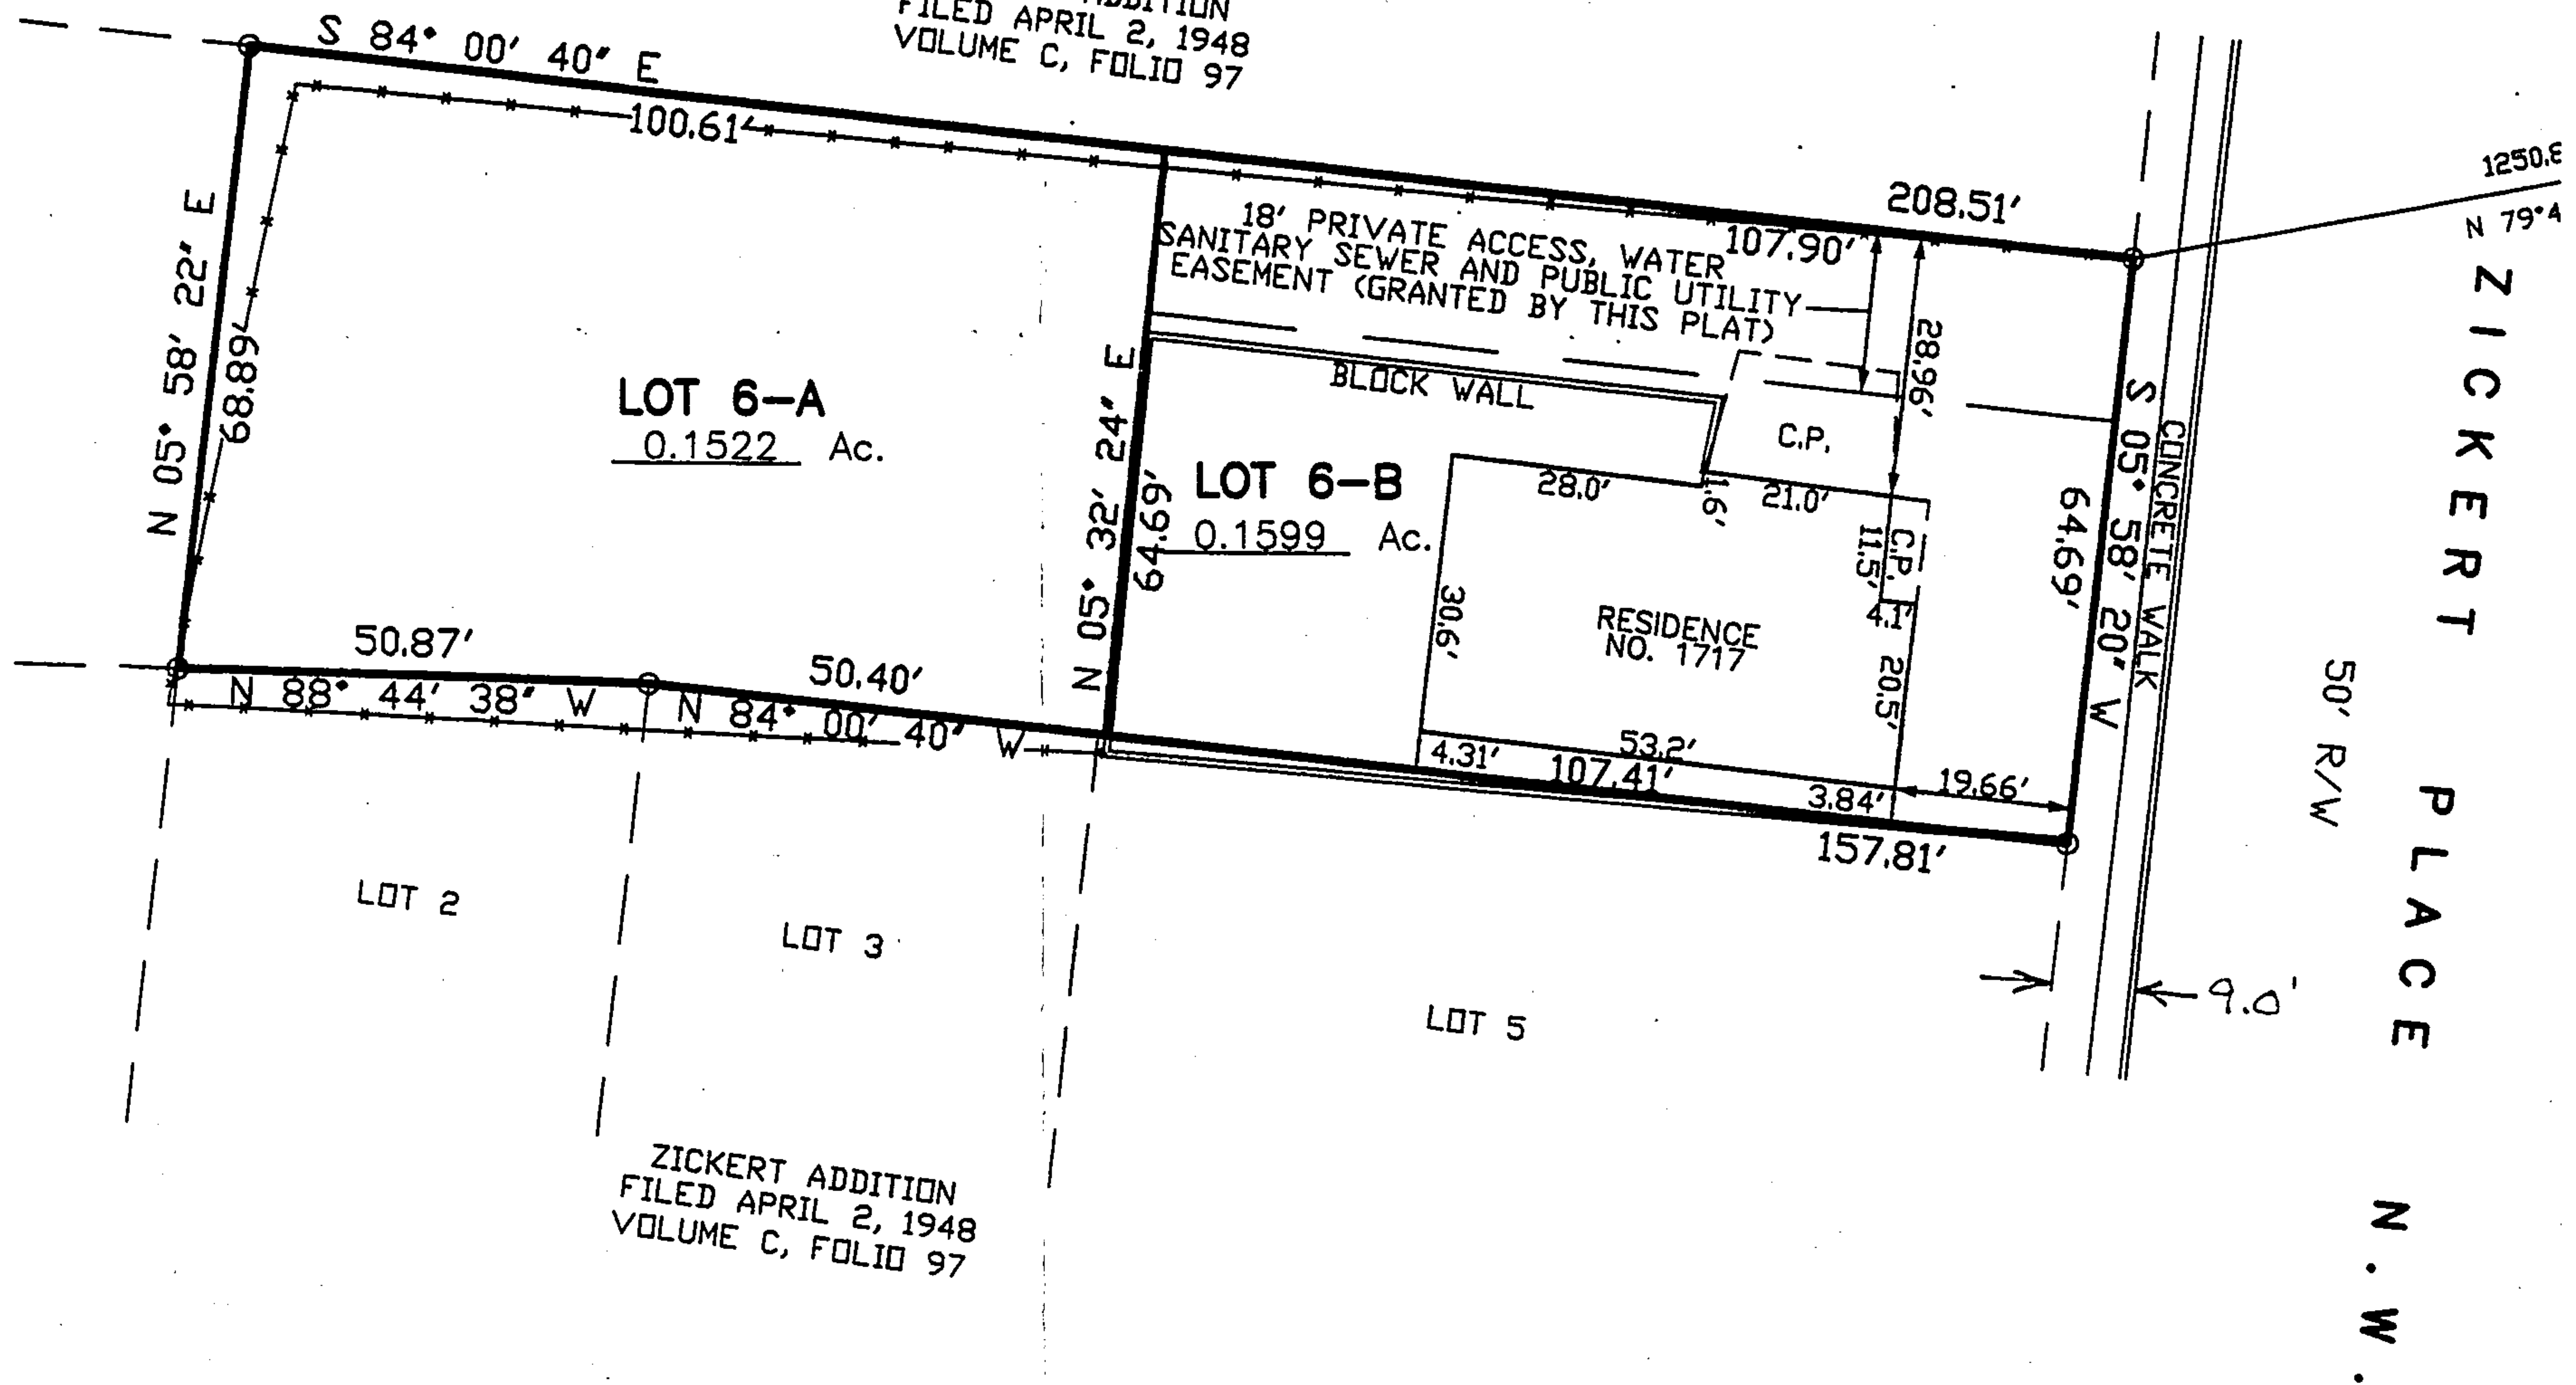 ADDITION
FILED APRIL 2, 1948
VOLUME C, FOLIO 97
S 84° 00' 40" E
100.61'
208.51'
107.90'
N 79°4
18' PRIVATE ACCESS, WATER
SANITARY SEWER AND PUBLIC UTILITY
EASEMENT (GRANTED BY THIS PLAT)
28.96'
N 05° 58' 22" E
68.89'
LOT 6-A
0.1522 Ac.
N 05° 32' 24" E
64.69'
BLOCK WALL
C.P.
LOT 6-B
0.1599 Ac.
28.0'
1.6'
21.0'
C.P.
11.5'
4.1'
30.6'
RESIDENCE
NO. 1717
20.5'
64.69'
S 05° 58' 20" W
CONCRETE WALK
50.87'
N 88° 44' 38" W
50.40'
N 84° 00' 40" W
4.31'
53.2'
107.41'
3.84'
19.66'
157.81'
ZICKERT PLACE N.W.
50' R/W
9.0'
LOT 2
LOT 3
LOT 5
ZICKERT ADDITION
FILED APRIL 2, 1948
VOLUME C, FOLIO 97